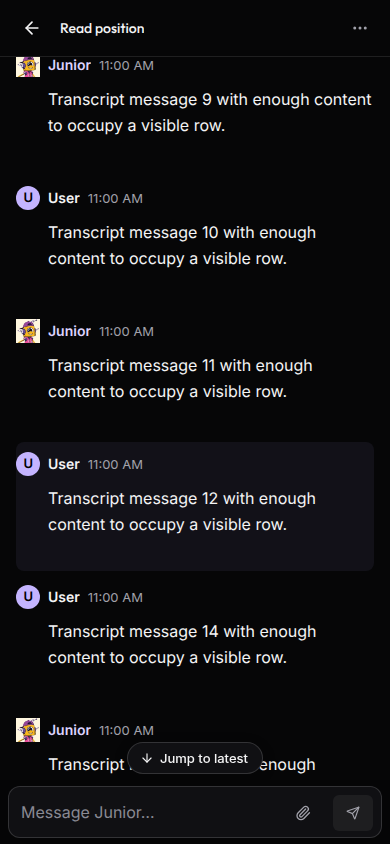 Read position
Junior 11:00 AM
Transcript message 9 with enough content
to occupy a visible row.
U User 11:00 AM
Transcript message 10 with enough
content to occupy a visible row.
Junior 11:00 AM
Transcript message 11 with enough
content to occupy a visible row.
U User 11:00 AM
Transcript message 12 with enough
content to occupy a visible row.
U User 11:00 AM
Transcript message 14 with enough
content to occupy a visible row.
Junior 11:00 AM
Transcript enough
Jump to latest
Message Junior...